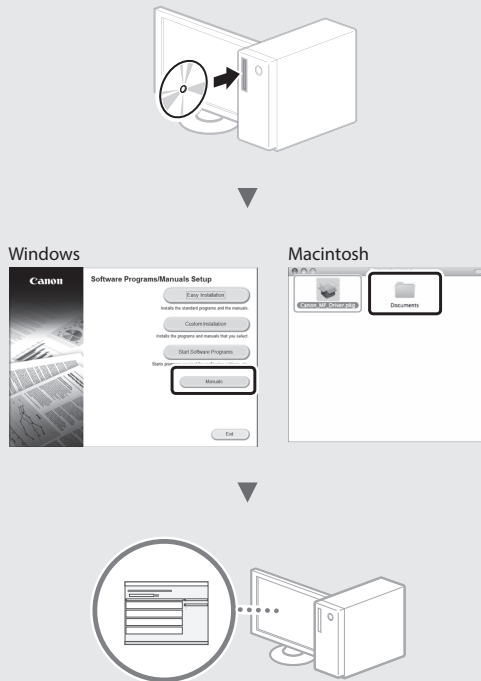 Windows
Macintosh
Canon
Software Programs/Manuals Setup
Easy Installation
Installs the standard programs and the manuals.
Custom Installation
Installs the programs and manuals that you select.
Start Software Programs
Manuals
Exit
Canon_MF_Driver.pkg
Documents